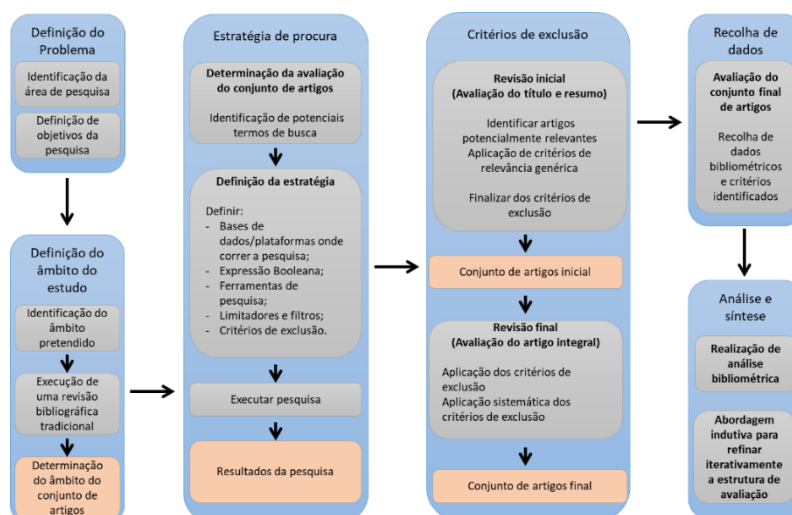 Definição do
Problema
Identificação da
área de pesquisa
Definição de
objetivos da
pesquisa
Definição do
âmbito do
estudo
Identificação do
âmbito
pretendido
Execução de
uma revisão
bibliográfica
tradicional
Determinação
do âmbito do
conjunto de
artigos
Estratégia de procura
Determinação da avaliação
do conjunto de artigos
Identificação de potenciais
termos de busca
Definição da estratégia
Definir:
- Bases de
dados/plataformas onde
correr a pesquisa;
- Expressão Booleana;
- Ferramentas de
pesquisa;
- Limitadores e filtros;
- Critérios de exclusão.
Executar pesquisa
Resultados da pesquisa
Critérios de exclusão
Revisão inicial
(Avaliação do título e resumo)
Identificar artigos
potencialmente relevantes
Aplicação de critérios de
relevância genérica
Finalizar dos critérios de
exclusão
Conjunto de artigos inicial
Revisão final
(Avaliação do artigo integral)
Aplicação dos critérios de
exclusão
Aplicação sistemática dos
critérios de exclusão
Conjunto de artigos final
Recolha de
dados
Avaliação do
conjunto final
de artigos
Recolha de
dados
bibliométricos
e critérios
identificados
Análise e
síntese
Realização de
análise
bibliométrica
Abordagem
indutiva para
refinar
iterativamente
a estrutura de
avaliação